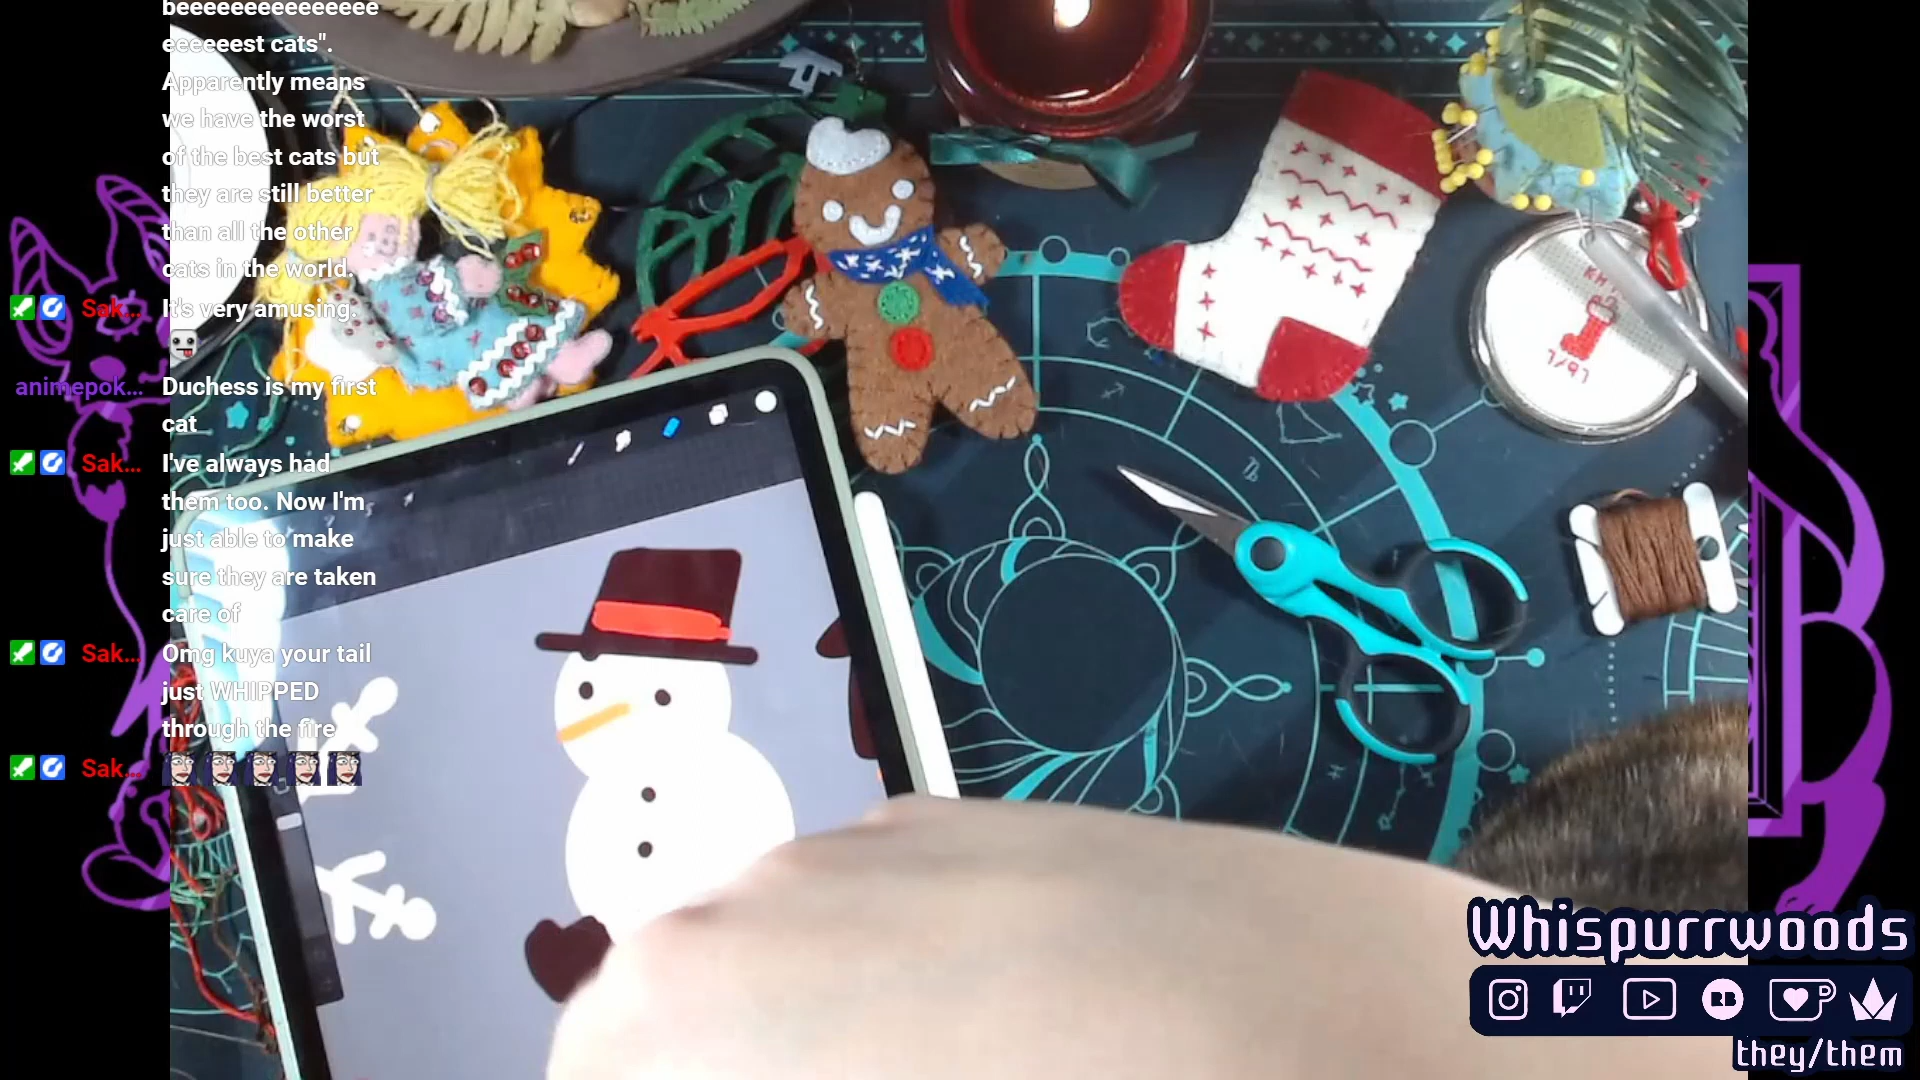 beeeeeeeeeeeeeee
eeeeeest cats".
Apparently means
we have the worst
of the best cats but
they are still better
than all the other
cats in the world.
Sak... It's very amusing.
animepok... Duchess is my first
cat
Sak... I've always had
them too. Now I'm
just able to make
sure they are taken
care of
Sak... Omg kuya your tail
just WHIPPED
through the fire
Sak...
Whispurrwoods
RB
they/them